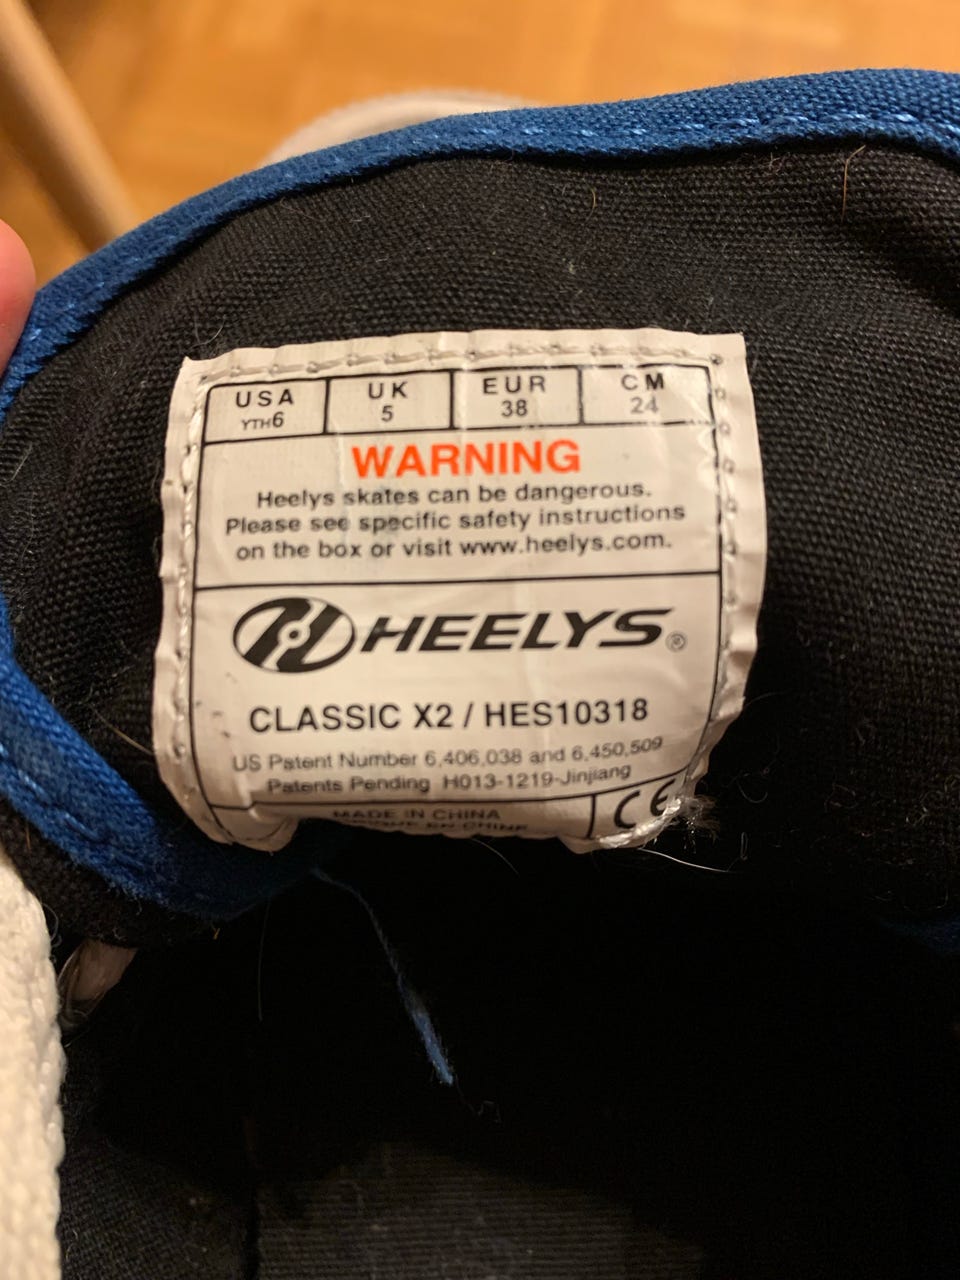 USA UK EUR CM
YTH6 5 38 24
WARNING
Heelys skates can be dangerous.
Please see specific safety instructions
on the box or visit www.heelys.com.
HEELYS®
CLASSIC X2 / HES10318
US Patent Number 6,406,038 and 6,450,509
Patents Pending H013-1219-Jinjiang
MADE IN CHINA
EN CHINE
CE